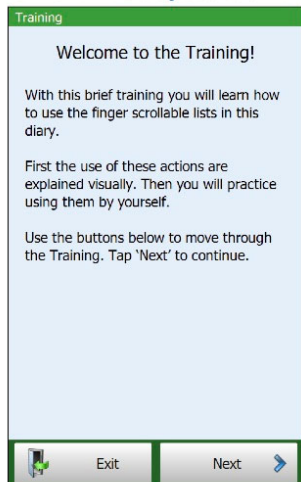 Training
Welcome to the Training!
With this brief training you will learn how
to use the finger scrollable lists in this
diary.
First the use of these actions are
explained visually. Then you will practice
using them by yourself.
Use the buttons below to move through
the Training. Tap ‘Next’ to continue.
Exit
Next